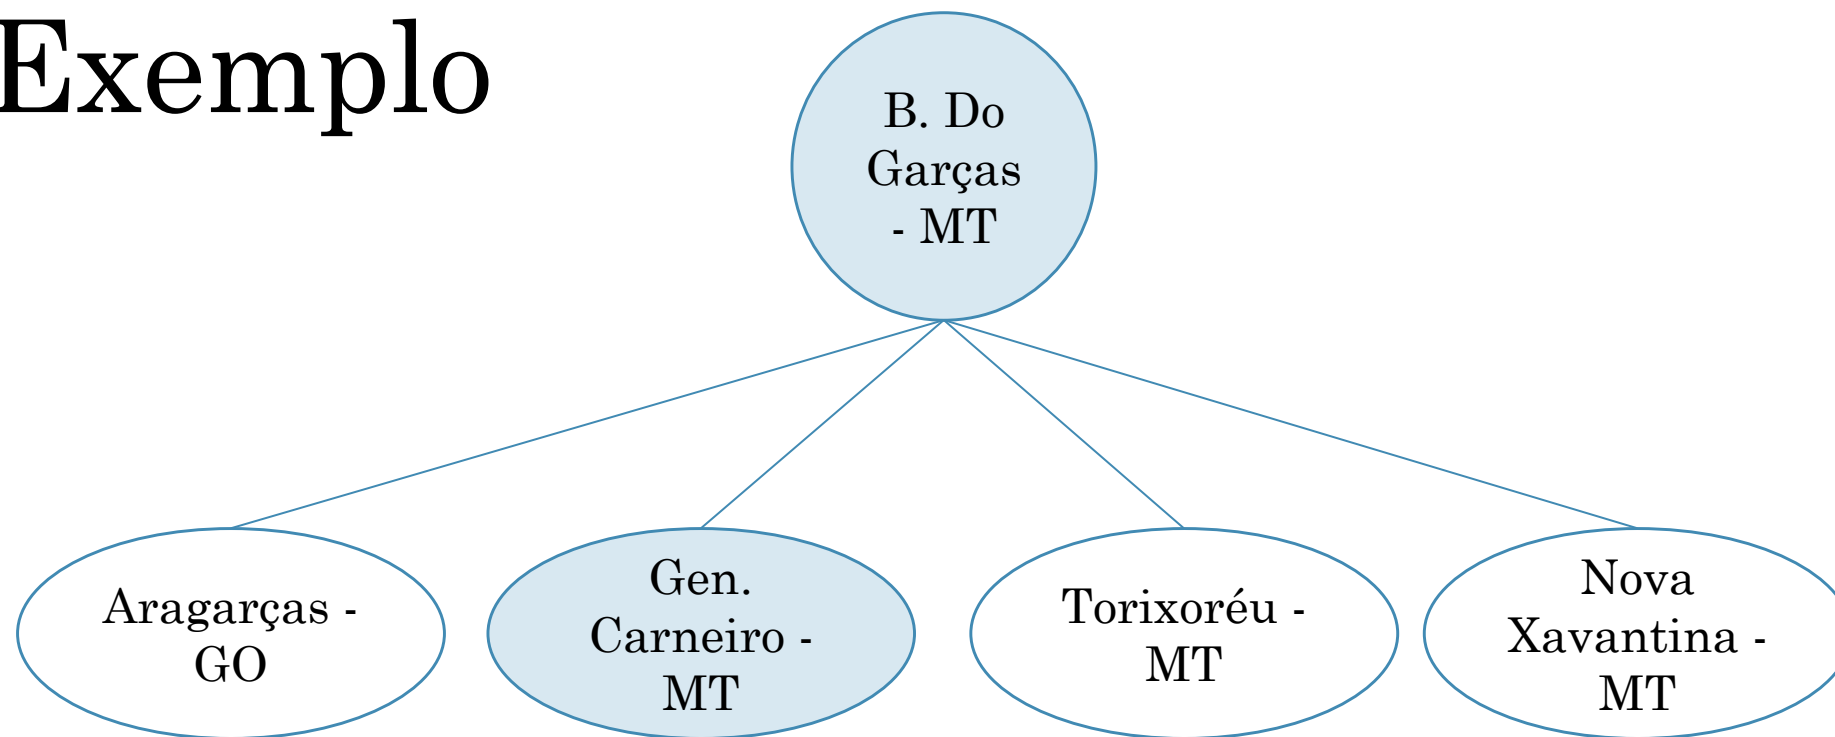 Exemplo
B. Do
Garças
- MT
Aragarças -
GO
Gen.
Carneiro -
MT
Torixoréu -
MT
Nova
Xavantina -
MT